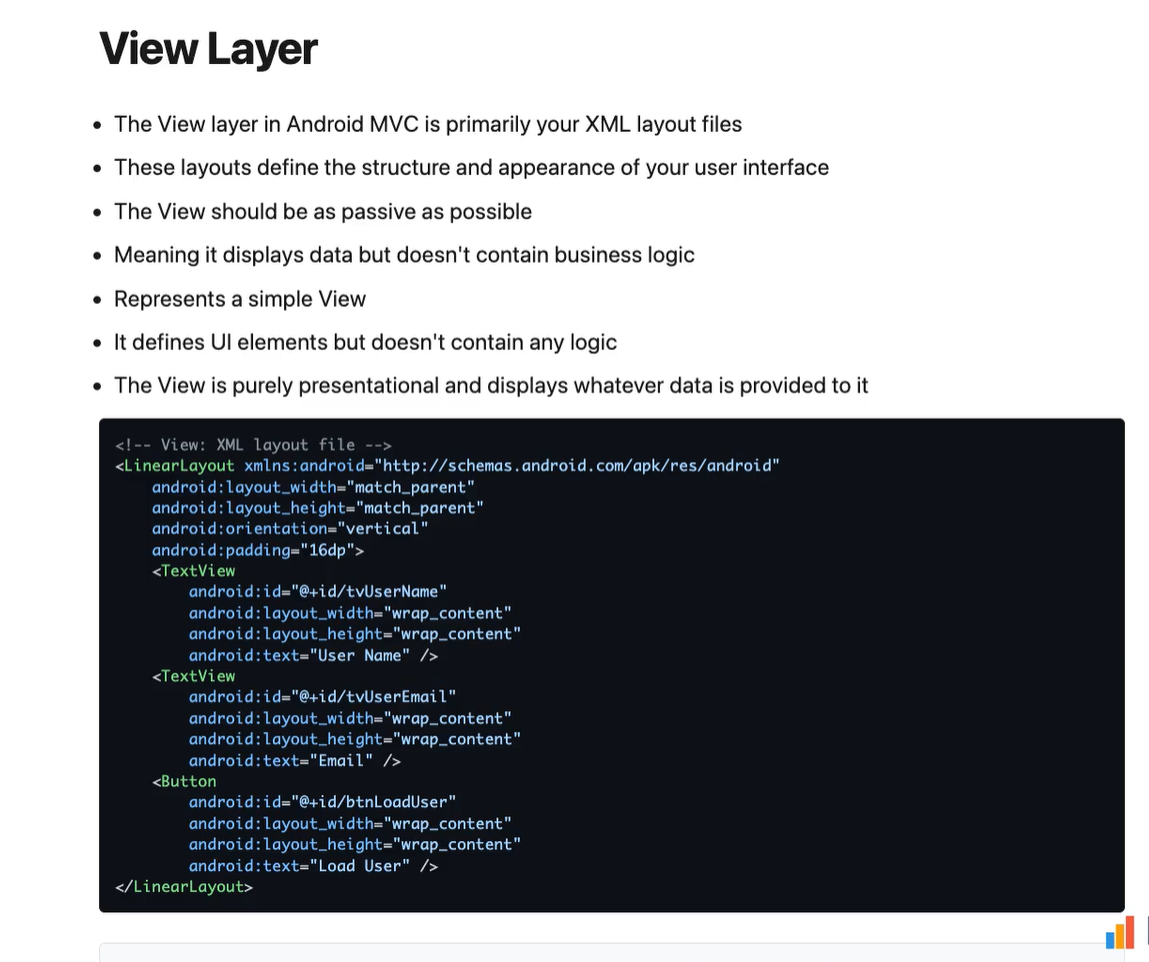 View Layer
• The View layer in Android MVC is primarily your XML layout files
• These layouts define the structure and appearance of your user interface
• The View should be as passive as possible
• Meaning it displays data but doesn't contain business logic
• Represents a simple View
• It defines UI elements but doesn't contain any logic
• The View is purely presentational and displays whatever data is provided to it
<!-- View: XML layout file -->
<LinearLayout xmlns:android="http://schemas.android.com/apk/res/android"
    android:layout_width="match_parent"
    android:layout_height="match_parent"
    android:orientation="vertical"
    android:padding="16dp">
    <TextView
        android:id="@+id/tvUserName"
        android:layout_width="wrap_content"
        android:layout_height="wrap_content"
        android:text="User Name" />
    <TextView
        android:id="@+id/tvUserEmail"
        android:layout_width="wrap_content"
        android:layout_height="wrap_content"
        android:text="Email" />
    <Button
        android:id="@+id/btnLoadUser"
        android:layout_width="wrap_content"
        android:layout_height="wrap_content"
        android:text="Load User" />
</LinearLayout>